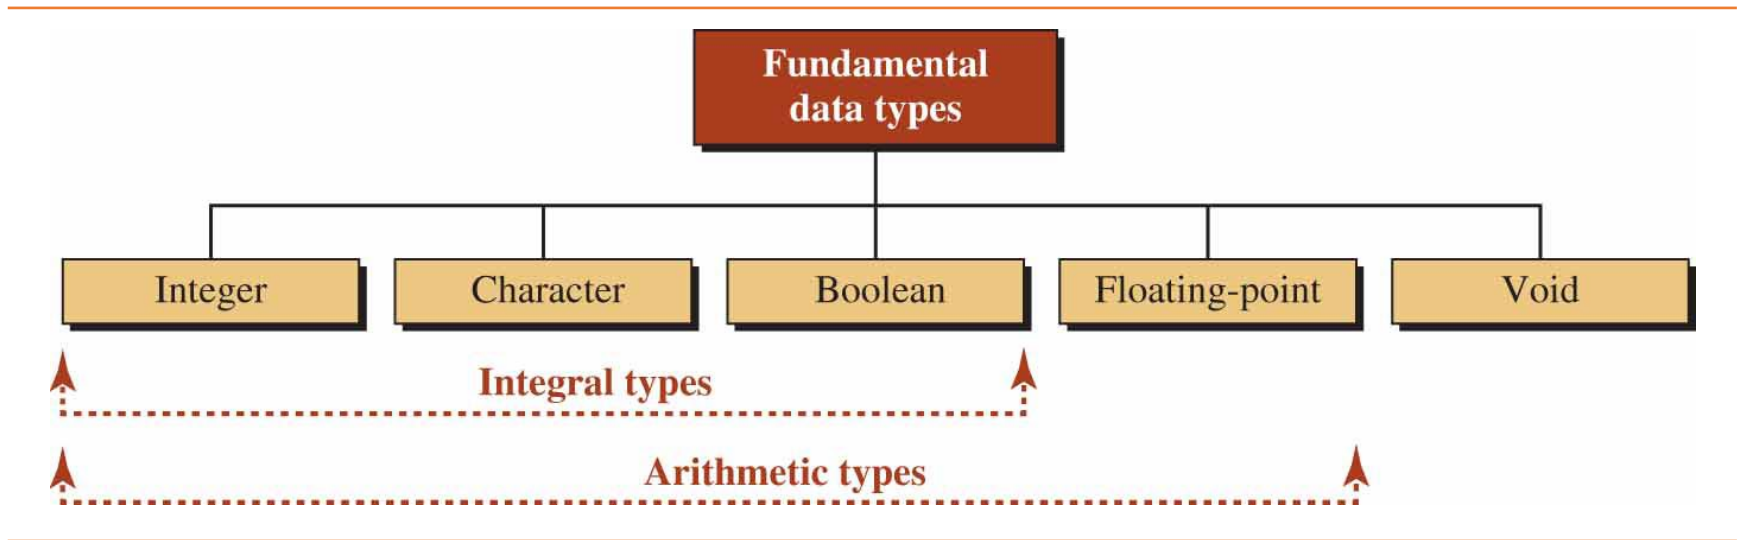 Fundamental
data types
Integer
Character
Boolean
Floating-point
Void
Integral types
Arithmetic types